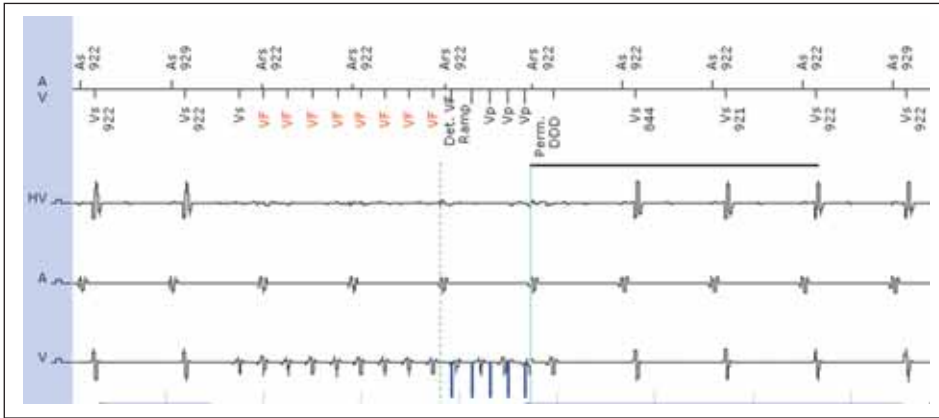 As
922
As
929
Ars
922
Ars
922
Ars
922
Ars
922
As
922
As
922
As
922
As
929
A
V
Vs
922
Vs
922
Vs
VF
VF
VF
VF
VF
VF
VF
VF
Det. VF
Ramp
Vp
Vp
Vp
Perm.
DDD
Vs
Vs
921
Vs
922
Vs
922
HV
A
V